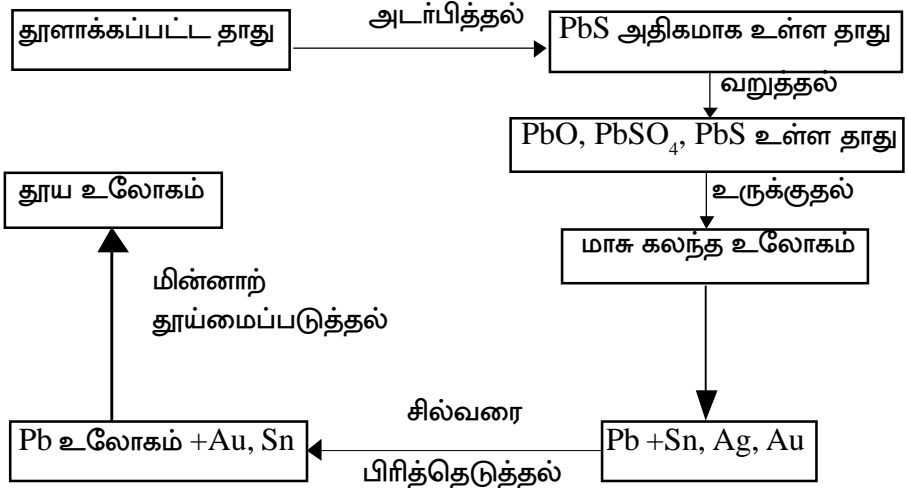 தூளாக்கப்பட்ட தாது
அடர்பித்தல்
PbS அதிகமாக உள்ள தாது
வறுத்தல்
PbO, PbSO₄, PbS உள்ள தாது
உருக்குதல்
மாசு கலந்த உலோகம்
Pb +Sn, Ag, Au
சில்வரை
பிரித்தெடுத்தல்
Pb உலோகம் +Au, Sn
மின்னாற்
தூய்மைப்படுத்தல்
தூய உலோகம்